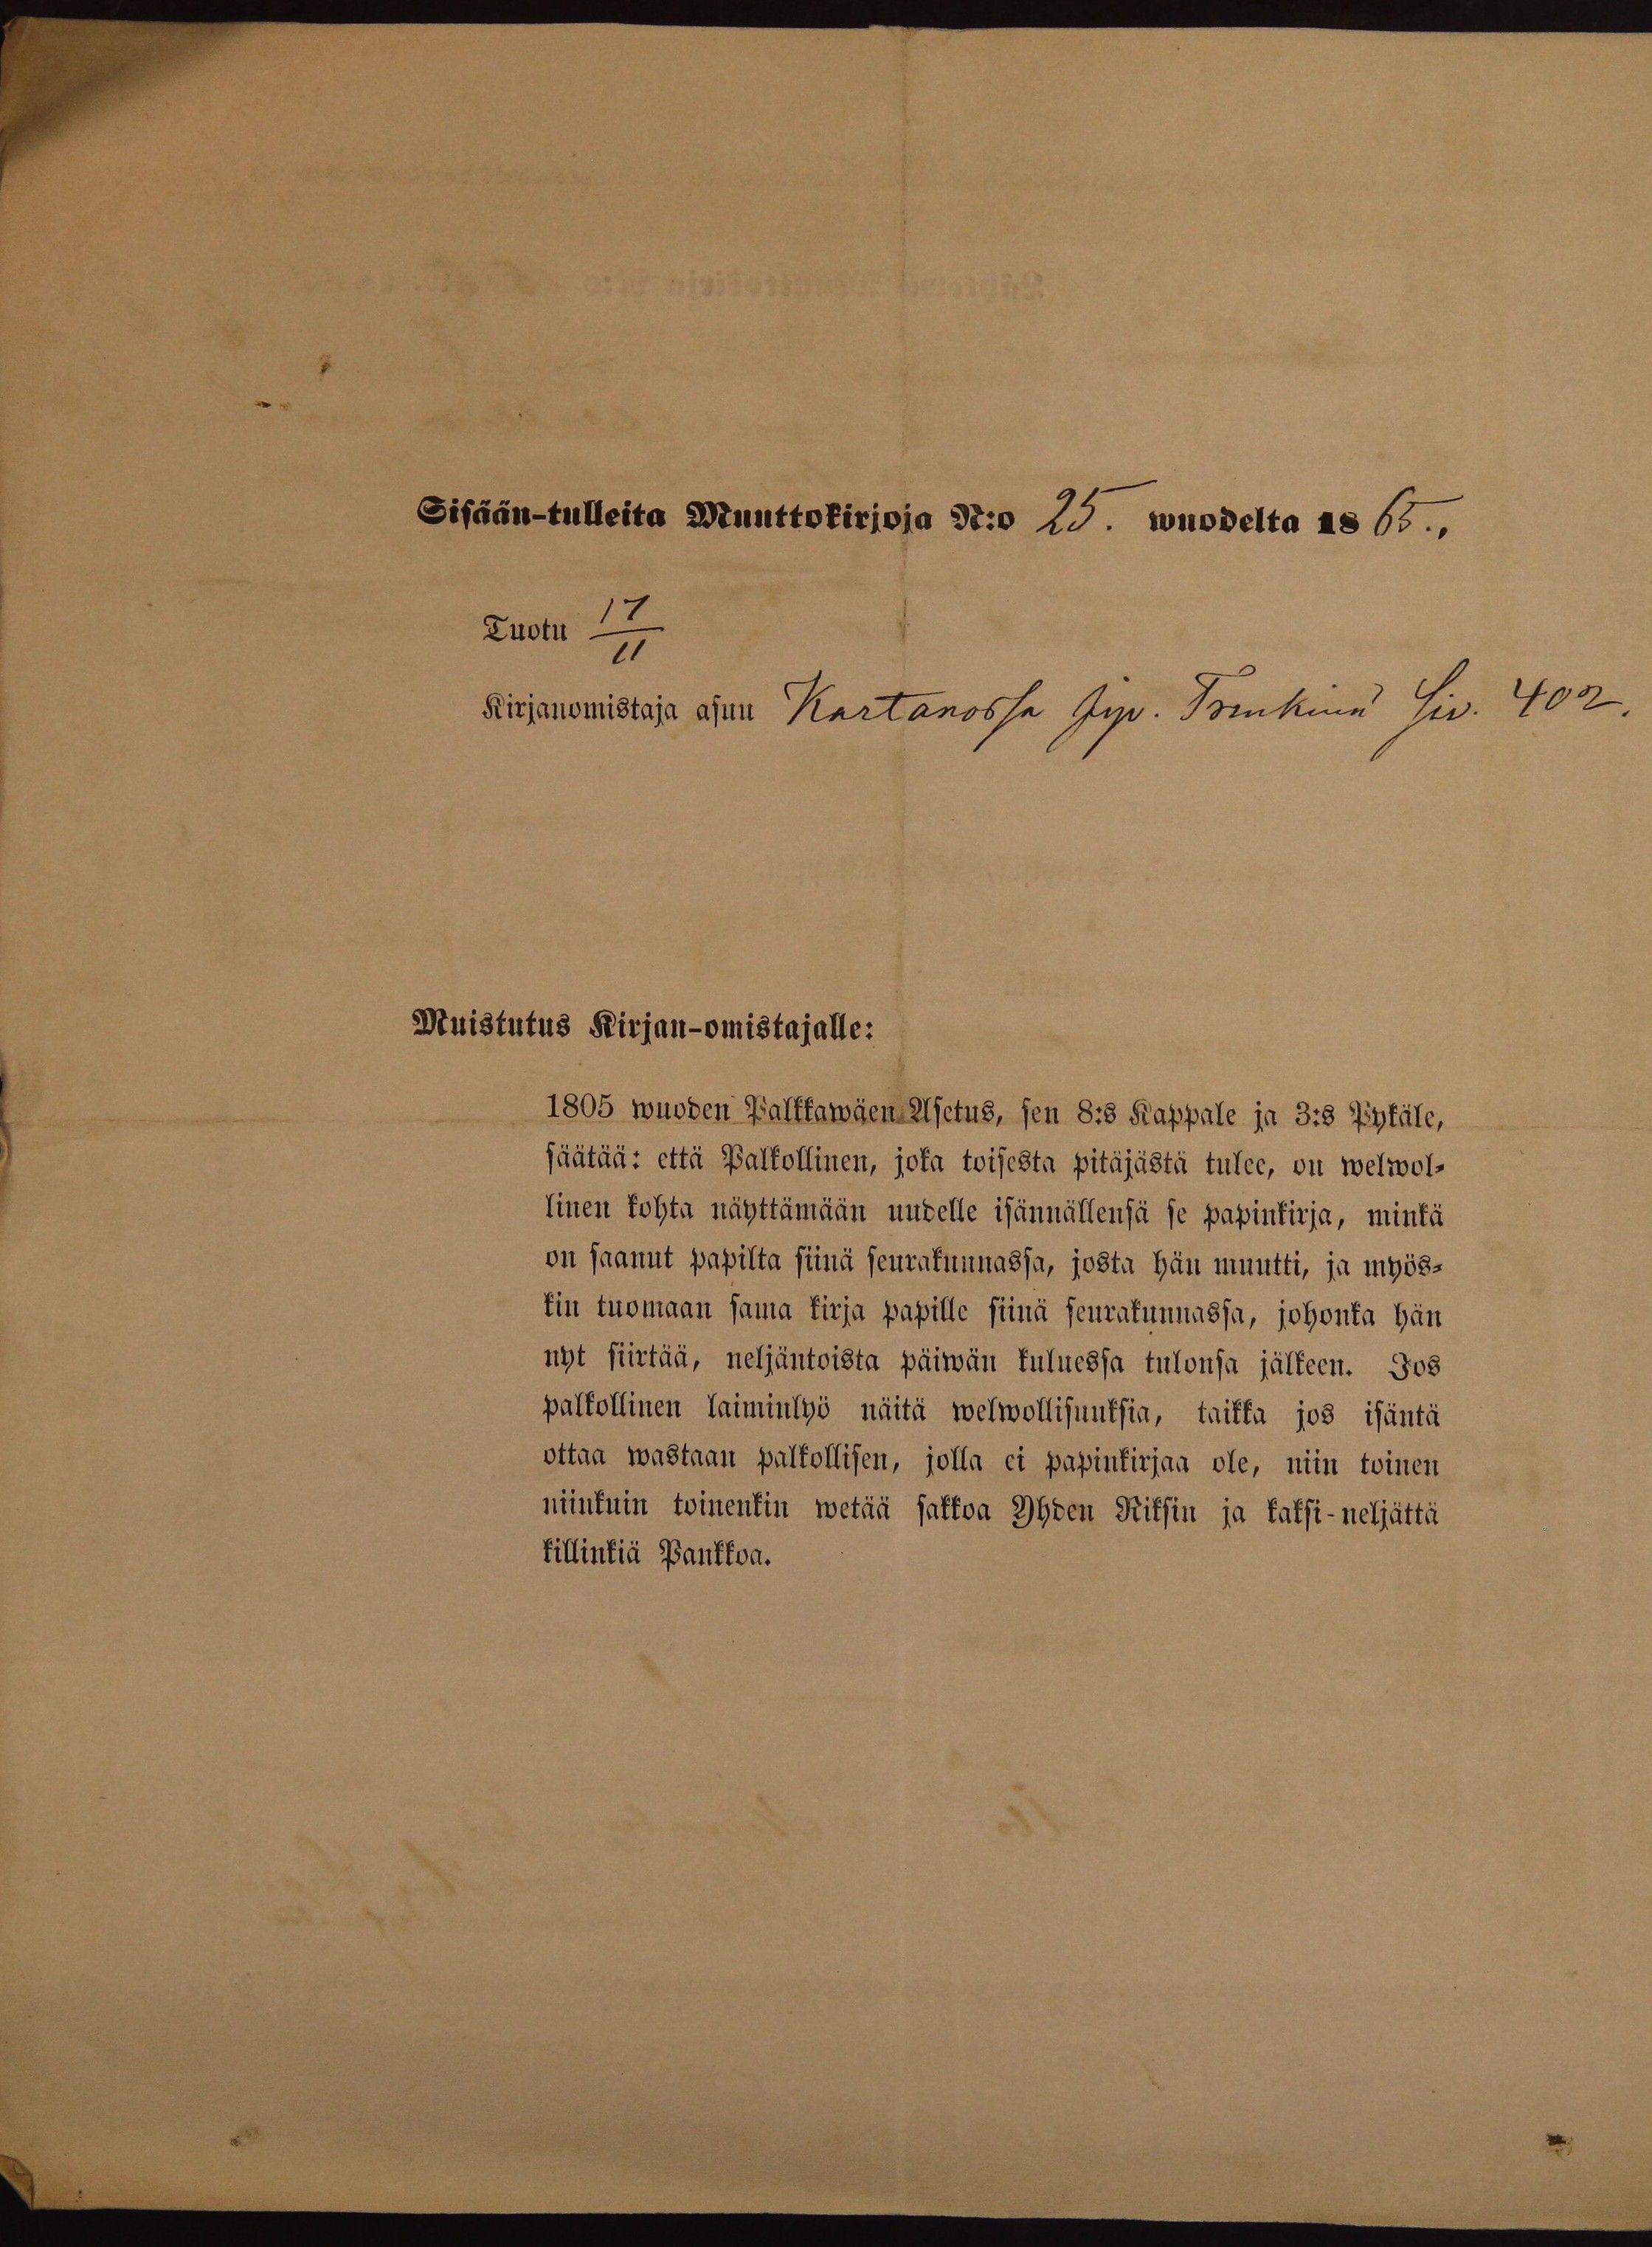 Sisään-tulleita Muuttokirjoja N:o 25. wuodelta 1865.,
Tuotu 17/11
Kirjanomistaja asuu Kartanossa Siv. 402.
Muistutus Kirjan-omistajalle:
1805 wuoden Palkkawäen Asetus, sen 8:s Kappale ja 3:s Pykäle,
säätää: että Palkollinen, joka toisesta pitäjästä tulee, on welwol-
linen kohta näyttämään uudelle isännällensä se papinkirja, minkä
on saanut papilta siinä seurakunnassa, josta hän muutti, ja myös-
kin tuomaan sama kirja papille siinä seurakunnassa, johonka hän
nyt siirtää, neljäntoista päiwän kuluessa tulonsa jälkeen. Jos
palkollinen laiminlyö näitä welwollisuuksia, taikka jos isäntä
ottaa wastaan palkollisen, jolla ei papinkirjaa ole, niin toinen
niinkuin toinenkin wetää sakkoa Yhden Riksin ja kaksi-neljättä
killinkiä Pankkoa.